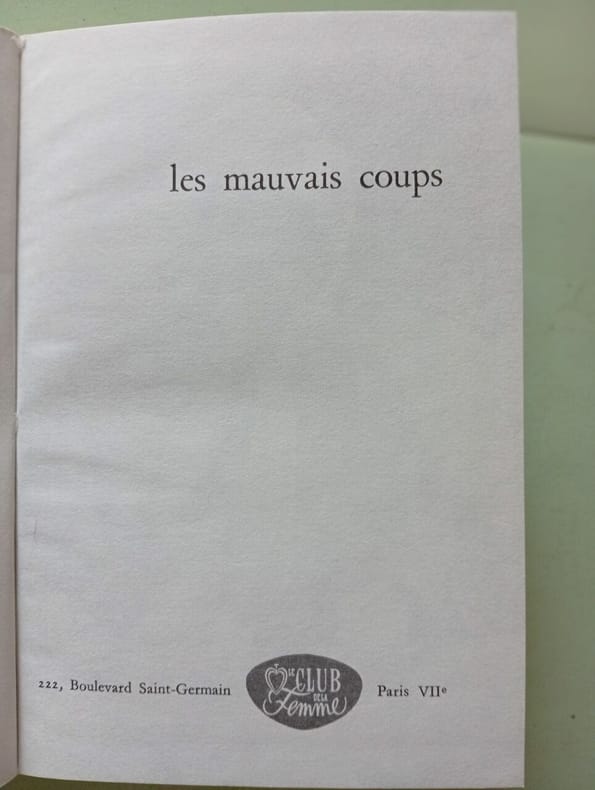 les mauvais coups
222, Boulevard Saint-Germain
LE CLUB
DE LA
Femme
Paris VIIe